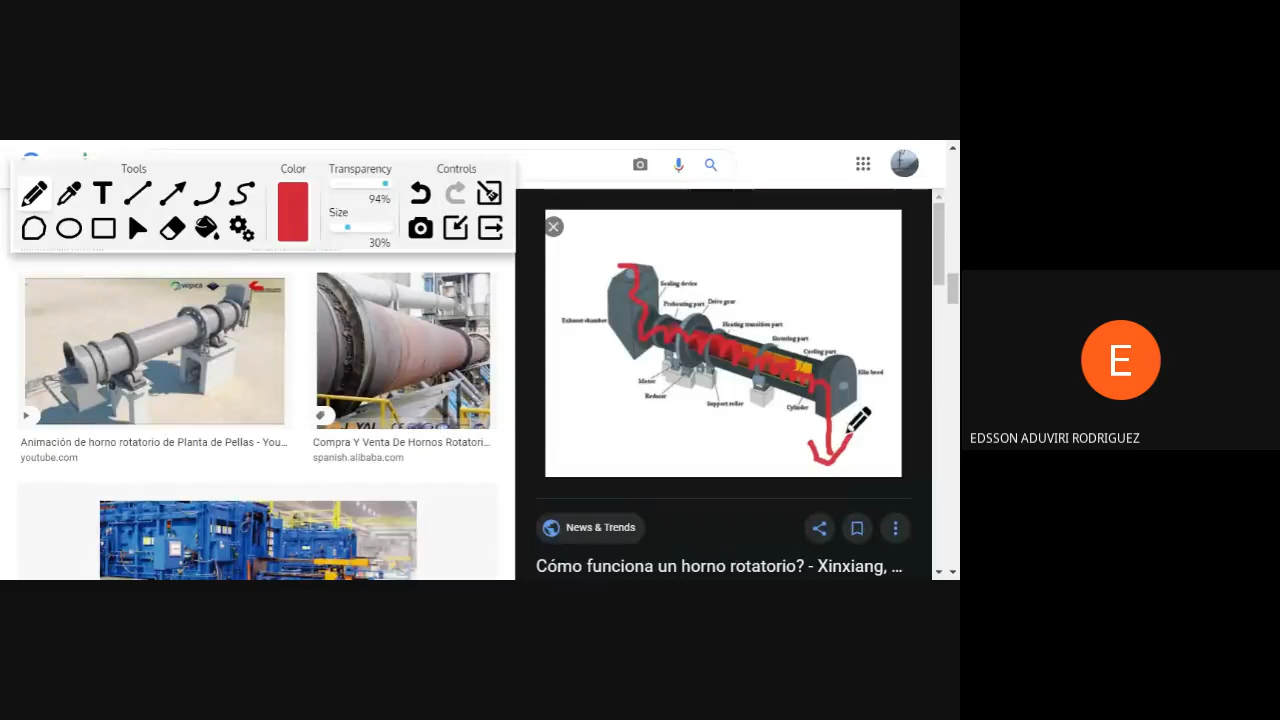 Tools
Color
Transparency
Controls
94%
Size
30%
T
vepica
Animación de horno rotatorio de Planta de Pellas - You...
youtube.com
Compra Y Venta De Hornos Rotatori...
spanish.alibaba.com
Sealing device
Preheating part
Drive gear
Exhaust chamber
Heating transition part
Sintering part
Cooling part
Kiln head
Motor
Reducer
Support roller
Cylinder
News & Trends
Cómo funciona un horno rotatorio? - Xinxiang, ...
E
EDSSON ADUVIRI RODRIGUEZ